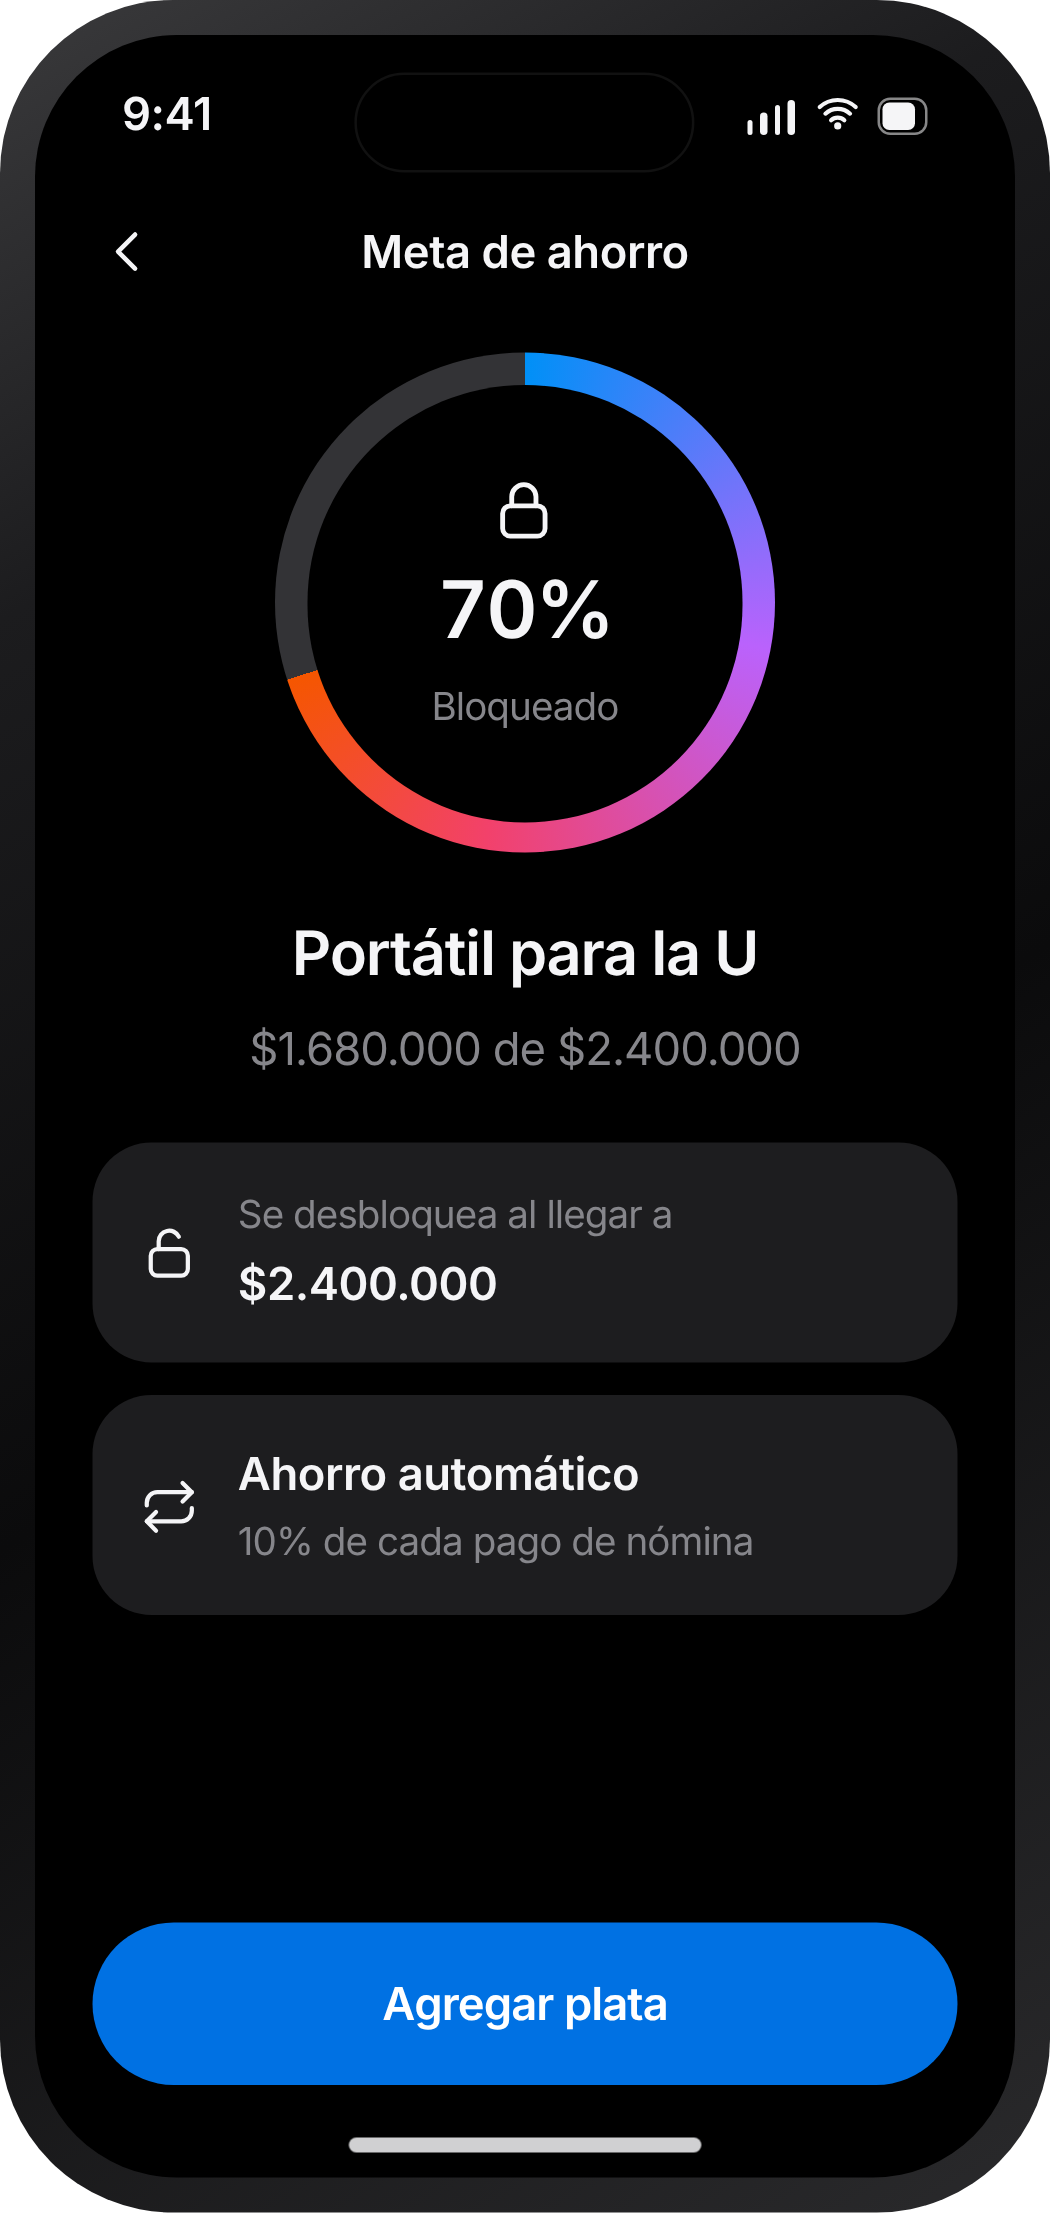 9:41
Meta de ahorro
70%
Bloqueado
Portátil para la U
$1.680.000 de $2.400.000
Se desbloquea al llegar a
$2.400.000
Ahorro automático
10% de cada pago de nómina
Agregar plata